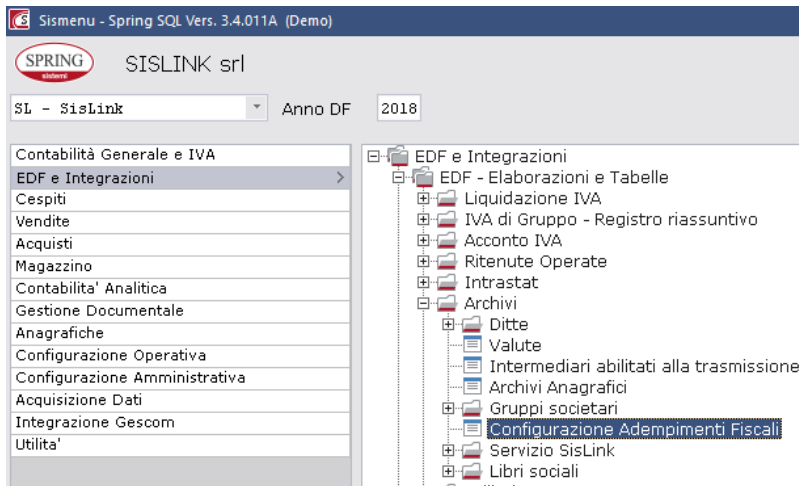 Sismenu - Spring SQL Vers. 3.4.011A (Demo)
SPRING
sistemi
SISLINK srl
SL - SisLink
Anno DF
2018
Contabilità Generale e IVA
EDF e Integrazioni
Cespiti
Vendite
Acquisti
Magazzino
Contabilita' Analitica
Gestione Documentale
Anagrafiche
Configurazione Operativa
Configurazione Amministrativa
Acquisizione Dati
Integrazione Gescom
Utilita'
EDF e Integrazioni
EDF - Elaborazioni e Tabelle
Liquidazione IVA
IVA di Gruppo - Registro riassuntivo
Acconto IVA
Ritenute Operate
Intrastat
Archivi
Ditte
Valute
Intermediari abilitati alla trasmissione
Archivi Anagrafici
Gruppi societari
Configurazione Adempimenti Fiscali
Servizio SisLink
Libri sociali